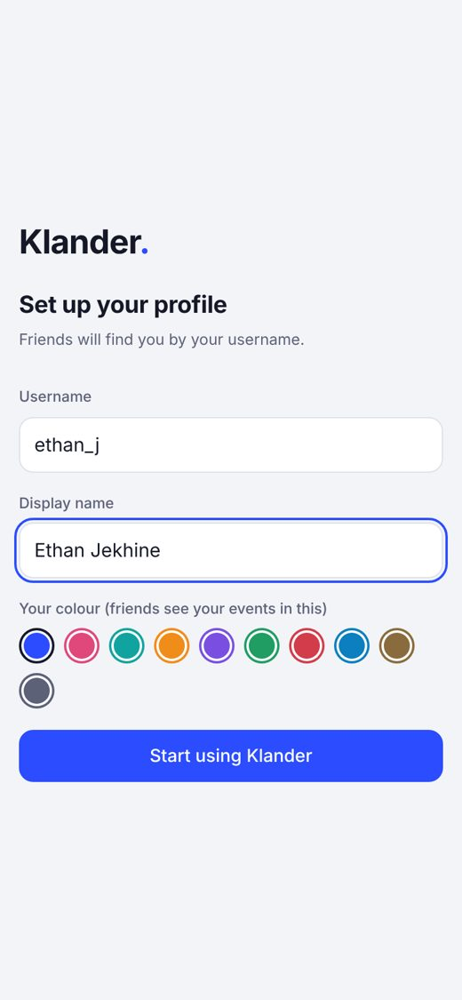 Klander.
Set up your profile
Friends will find you by your username.
Username
ethan_j
Display name
Ethan Jekhine
Your colour (friends see your events in this)
Start using Klander